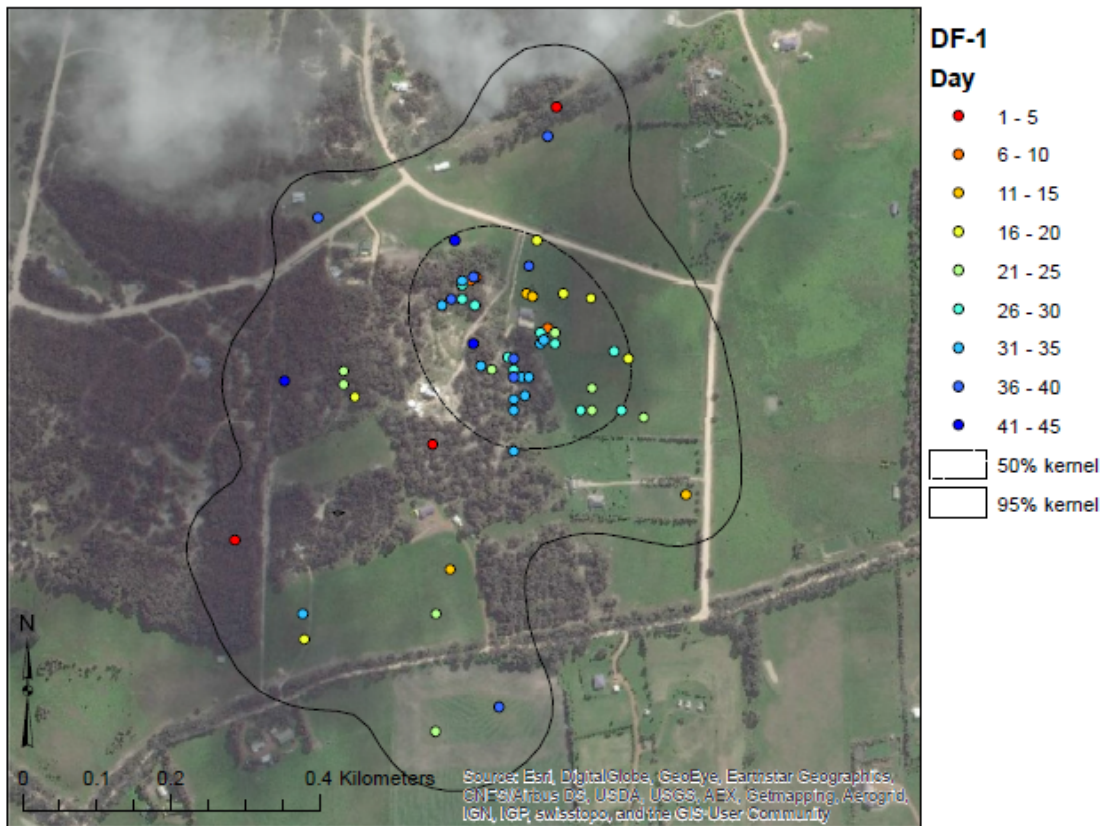 DF-1
Day
1 - 5
6 - 10
11 - 15
16 - 20
21 - 25
26 - 30
31 - 35
36 - 40
41 - 45
50% kernel
95% kernel
N
0 0.1 0.2 0.4 Kilometers
Source: Esri, DigitalGlobe, GeoEye, Earthstar Geographics,
CNES/Airbus DS, USDA, USGS, AEX, Getmapping, Aerogrid,
IGN, IGP, swisstopo, and the GIS User Community